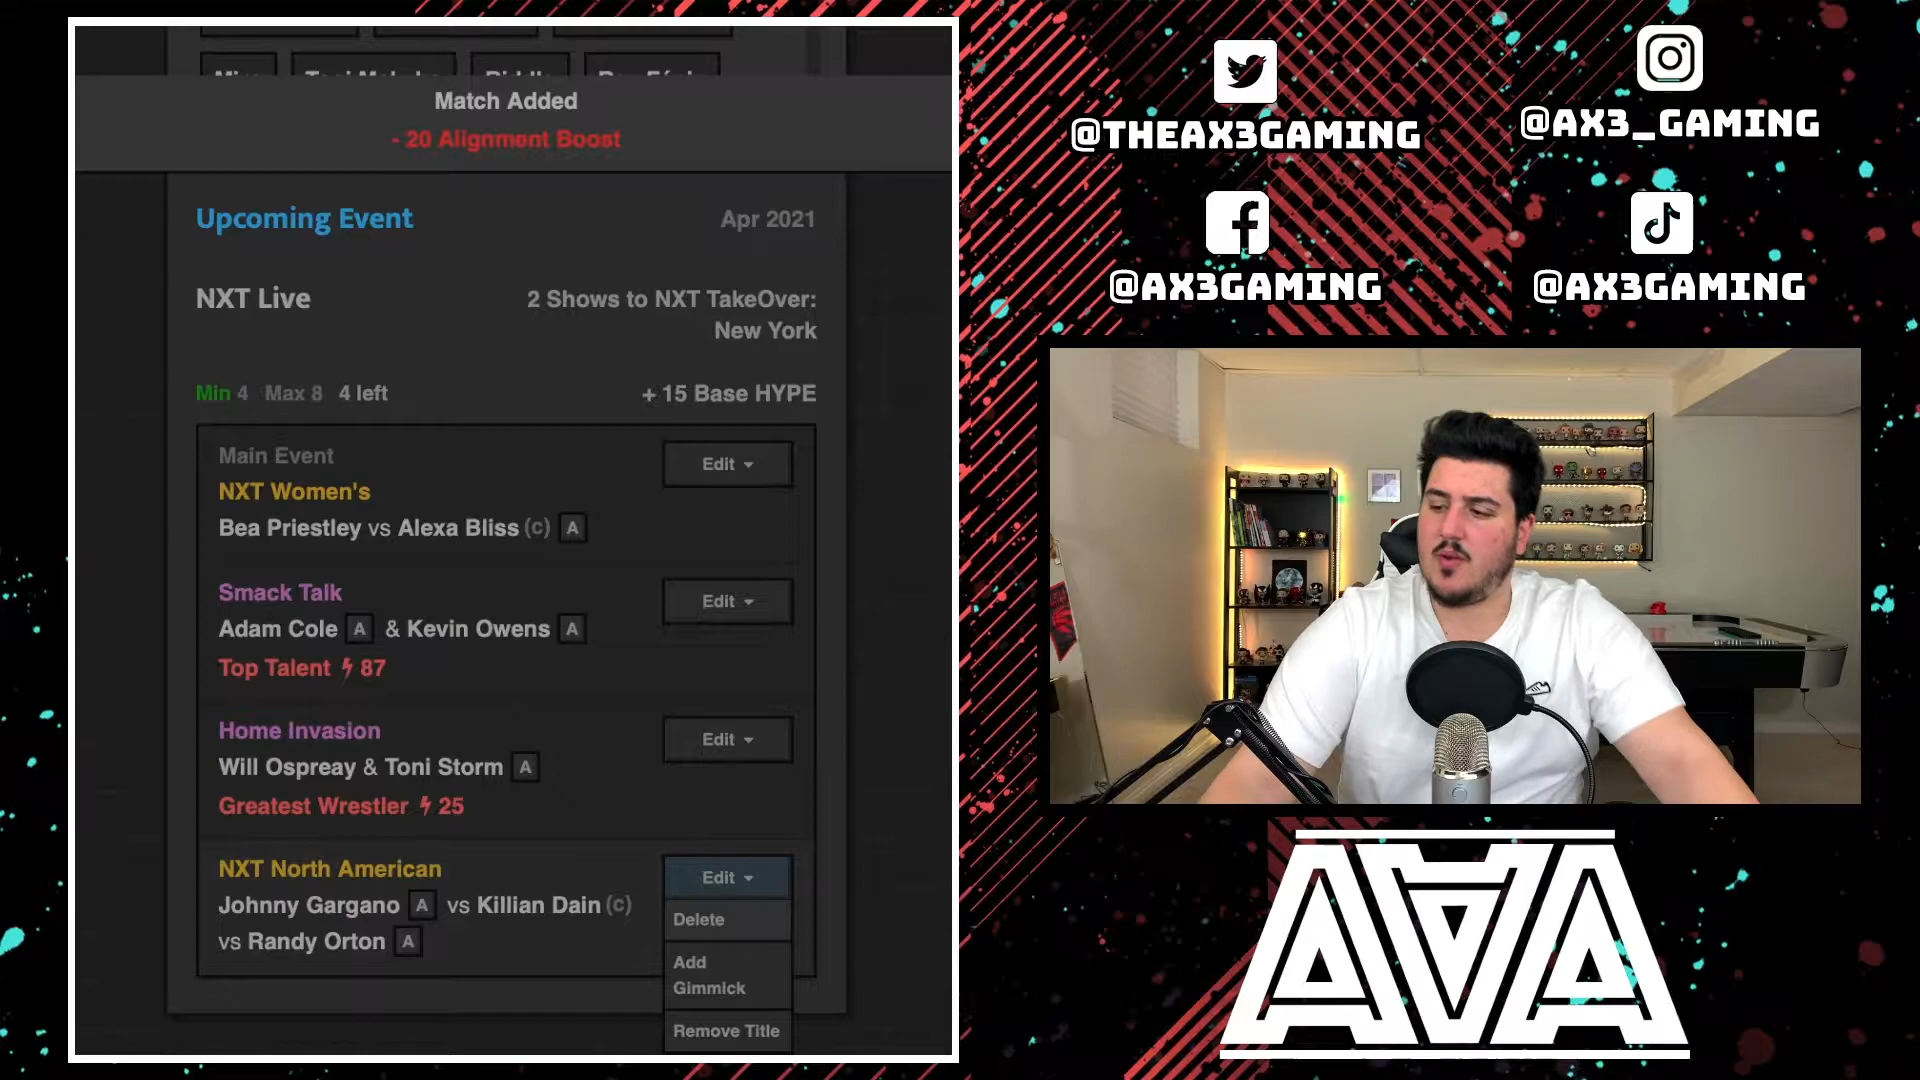 Match Added
- 20 Alignment Boost
Upcoming Event
Apr 2021
NXT Live
2 Shows to NXT TakeOver:
New York
Min 4 Max 8 4 left
+ 15 Base HYPE
Main Event
Edit
NXT Women's
Bea Priestley vs Alexa Bliss (c) A
Smack Talk
Edit
Adam Cole A & Kevin Owens A
Top Talent 87
Home Invasion
Edit
Will Ospreay & Toni Storm A
Greatest Wrestler 25
NXT North American
Edit
Johnny Gargano A vs Killian Dain (c)
vs Randy Orton A
Delete
Add
Gimmick
Remove Title
@THEAX3GAMING
@AX3_GAMING
@AX3GAMING
@AX3GAMING